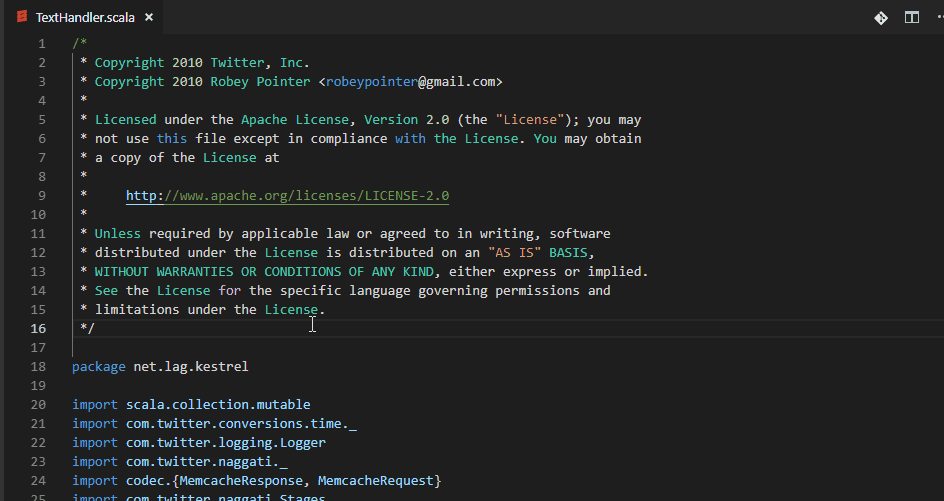 TextHandler.scala
1 /*
2  * Copyright 2010 Twitter, Inc.
3  * Copyright 2010 Robey Pointer <robeypointer@gmail.com>
4  *
5  * Licensed under the Apache License, Version 2.0 (the "License"); you may
6  * not use this file except in compliance with the License. You may obtain
7  * a copy of the License at
8  *
9  *     http://www.apache.org/licenses/LICENSE-2.0
10  *
11  * Unless required by applicable law or agreed to in writing, software
12  * distributed under the License is distributed on an "AS IS" BASIS,
13  * WITHOUT WARRANTIES OR CONDITIONS OF ANY KIND, either express or implied.
14  * See the License for the specific language governing permissions and
15  * limitations under the License.
16  */
17
18 package net.lag.kestrel
19
20 import scala.collection.mutable
21 import com.twitter.conversions.time._
22 import com.twitter.logging.Logger
23 import com.twitter.naggati._
24 import codec.{MemcacheResponse, MemcacheRequest}
25 import com.twitter.naggati.Stages._